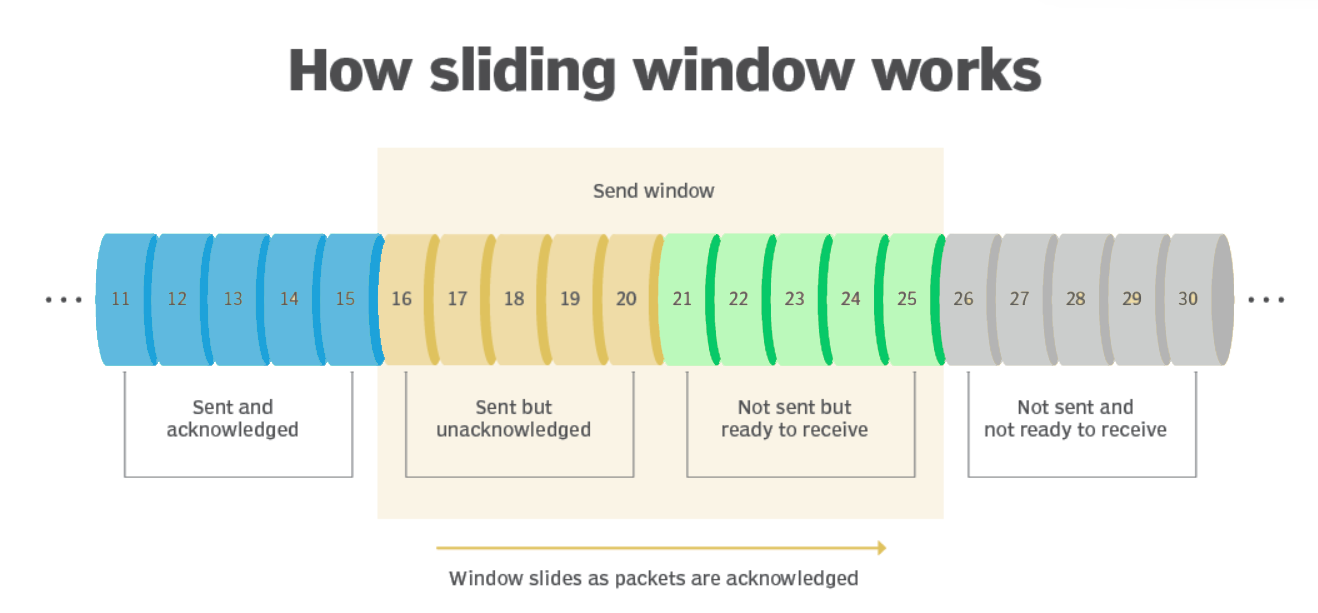 How sliding window works
Send window
... 11 12 13 14 15 16 17 18 19 20 21 22 23 24 25 26 27 28 29 30 ...
Sent and
acknowledged
Sent but
unacknowledged
Not sent but
ready to receive
Not sent and
not ready to receive
Window slides as packets are acknowledged